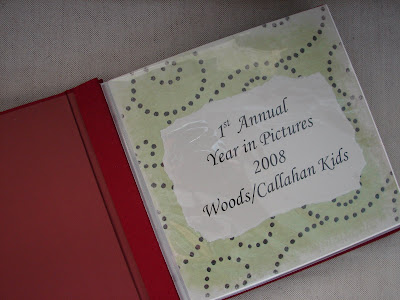 1st Annual
Year in Pictures
2008
Woods/Callahan Kids